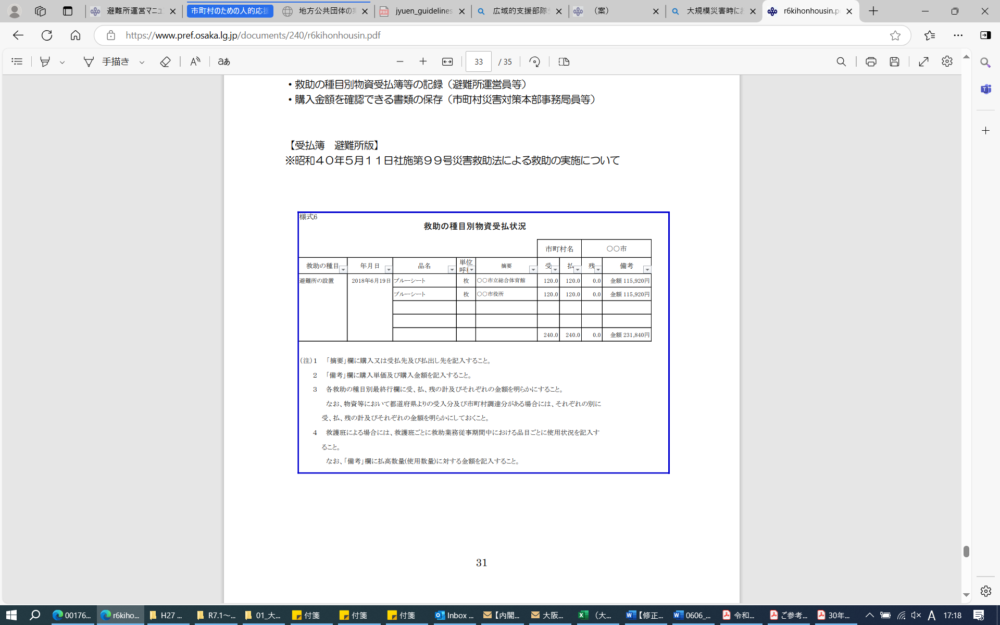 避難所運営マニュ
市町村のための人的応援
地方公共団体の
jyuen_guidelines
広域的支援部隊
（案）
大規模災害時にお
r6kihonhousin.p
https://www.pref.osaka.lg.jp/documents/240/r6kihonhousin.pdf
手描き
aあ
33 / 35
・救助の種目別物資受払簿等の記録（避難所運営員等）
・購入金額を確認できる書類の保存（市町村災害対策本部事務局員等）
【受払簿　避難所版】
※昭和４０年５月１１日社施第９９号災害救助法による救助の実施について
様式6
救助の種目別物資受払状況
市町村名 〇〇市
救助の種目 年月日 品名 単位呼称 摘要 受 払 残 備考
避難所の設置 2018年6月19日 ブルーシート 枚 〇〇市立総合体育館 120.0 120.0 0.0 金額 115,920円
ブルーシート 枚 〇〇市役所 120.0 120.0 0.0 金額 115,920円
240.0 240.0 0.0 金額 231,840円
（注）1　「摘要」欄に購入又は受払先及び払出し先を記入すること。
2　「備考」欄に購入単価及び購入金額を記入すること。
3　各救助の種目別最終行欄に受、払、残の計及びそれぞれの金額を明らかにすること。
なお、物資等において都道府県よりの受入分及び市町村調達分がある場合には、それぞれの別に
受、払、残の計及びそれぞれの金額を明らかにしておくこと。
4　救護班による場合には、救護班ごとに救助業務従事期間中における品目ごとに使用状況を記入す
ること。
なお、「備考」欄に払高数量(使用数量)に対する金額を記入すること。
31
00176...
r6kiho...
H27 ...
R7.1～...
01_大...
付箋
付箋
付箋
Inbox ...
【内閣...
大阪...
（大...
【修正...
0606_...
令和...
ご参考...
30年...
A
17:18